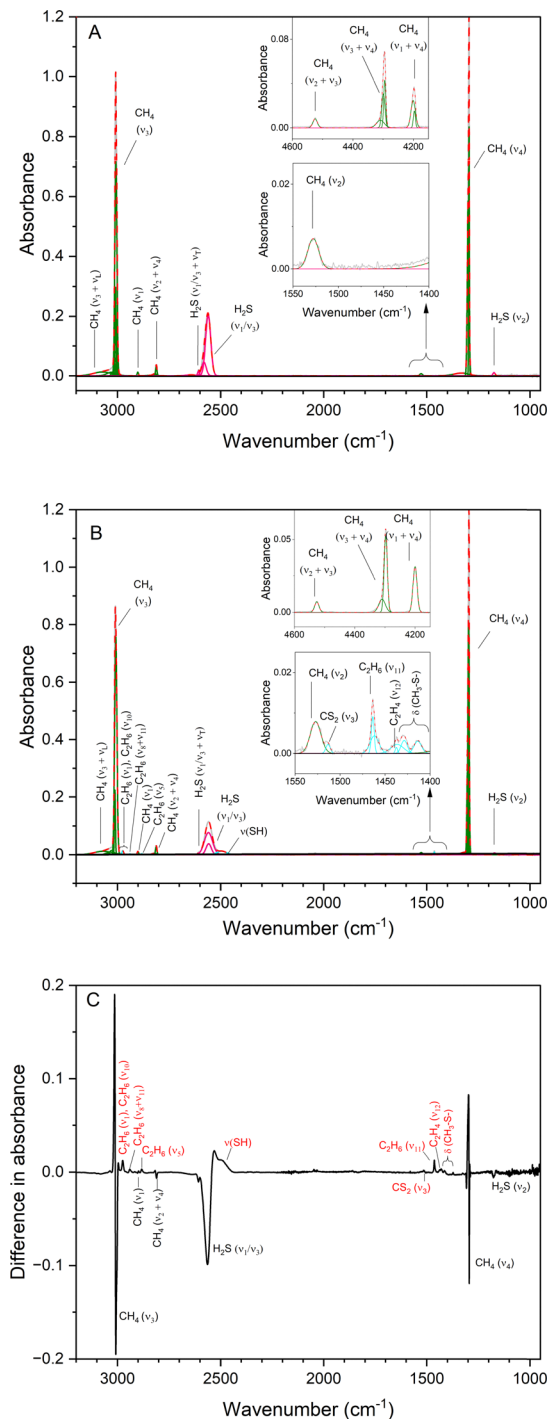 A
Absorbance
1.2
1.0
0.8
0.6
0.4
0.2
0.0
3000
2500
2000
1500
1000
Wavenumber (cm⁻¹)
CH₄
(ν₃)
CH₄ (ν₃ + νL)
CH₄ (ν₁)
CH₄ (ν₂ + ν₄)
H₂S (ν₁/ν₃ + νT)
H₂S
(ν₁/ν₃)
CH₄ (ν₄)
H₂S (ν₂)
Absorbance
0.08
0.00
4600
4400
4200
CH₄
(ν₂ + ν₃)
CH₄
(ν₃ + ν₄)
CH₄
(ν₁ + ν₄)
Absorbance
0.02
0.00
CH₄ (ν₂)
1550
1500
1450
1400
Wavenumber (cm⁻¹)
B
Absorbance
1.2
1.0
0.8
0.6
0.4
0.2
0.0
3000
2500
2000
1500
1000
Wavenumber (cm⁻¹)
CH₄
(ν₃)
CH₄ (ν₃ + νL)
C₂H₆ (ν₁), C₂H₆ (ν₁₀)
C₂H₆ (ν₈+ν₁₁)
CH₄ (ν₁)
C₂H₆ (ν₅)
CH₄ (ν₂ + ν₄)
H₂S (ν₁/ν₃ + νT)
H₂S
(ν₁/ν₃)
ν(SH)
CH₄ (ν₄)
H₂S (ν₂)
Absorbance
0.05
0.00
4600
4400
4200
CH₄
(ν₂ + ν₃)
CH₄
(ν₃ + ν₄)
CH₄
(ν₁ + ν₄)
Absorbance
0.02
0.00
CH₄ (ν₂)
CS₂ (ν₃)
C₂H₆ (ν₁₁)
C₂H₄ (ν₁₂)
δ (CH₃-S-)
1550
1500
1450
1400
Wavenumber (cm⁻¹)
C
Difference in absorbance
0.2
0.1
0.0
−0.1
−0.2
3000
2500
2000
1500
1000
Wavenumber (cm⁻¹)
C₂H₆ (ν₁), C₂H₆ (ν₁₀)
C₂H₆ (ν₈+ν₁₁)
C₂H₆ (ν₅)
CH₄ (ν₁)
CH₄ (ν₂ + ν₄)
ν(SH)
H₂S (ν₁/ν₃)
CH₄ (ν₃)
C₂H₆ (ν₁₁)
C₂H₄ (ν₁₂)
δ (CH₃-S-)
CS₂ (ν₃)
H₂S (ν₂)
CH₄ (ν₄)